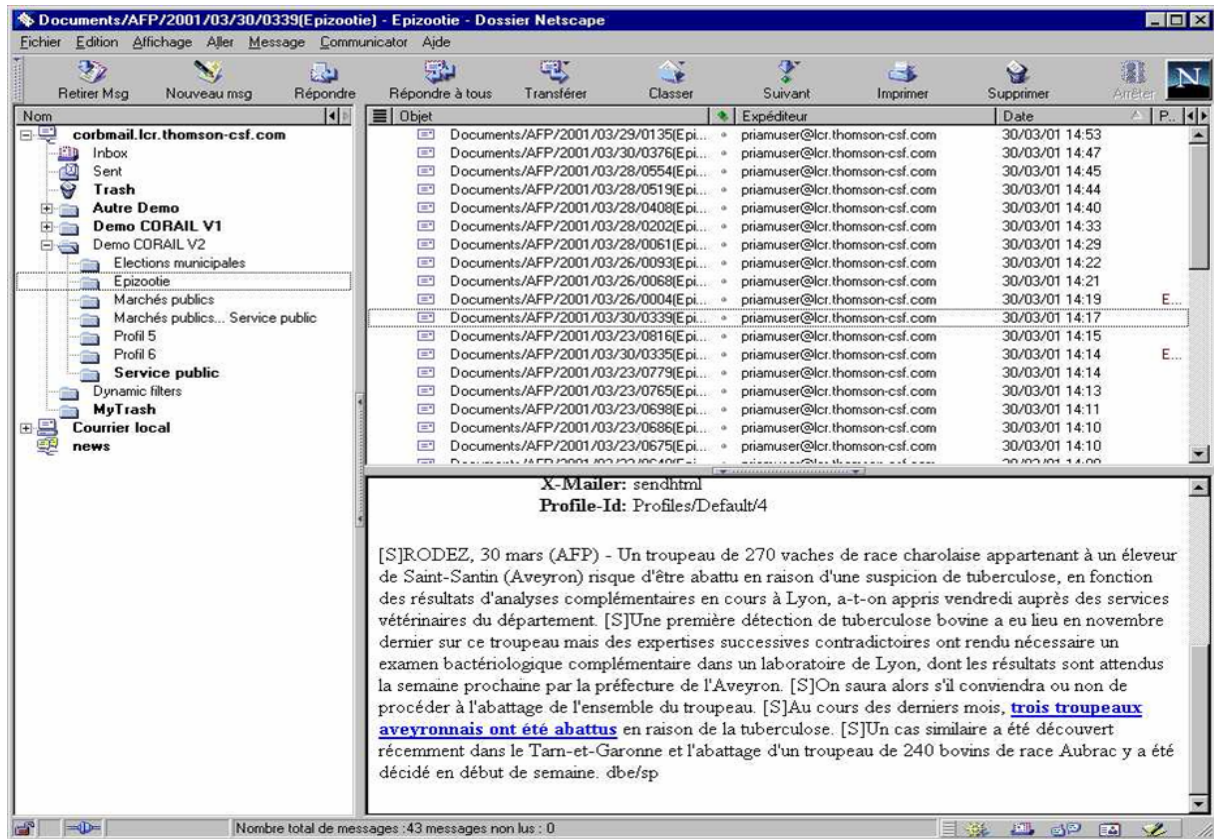 Documents/AFP/2001/03/30/0339(Epizootie) - Epizootie - Dossier Netscape
Fichier Edition Affichage Aller Message Communicator Aide
Retirer Msg Nouveau msg Répondre Répondre à tous Transférer Classer Suivant Imprimer Supprimer Arrêter N
Nom
corbmail.lcr.thomson-csf.com
Inbox
Sent
Trash
Autre Demo
Demo CORAIL V1
Demo CORAIL V2
Elections municipales
Epizootie
Marchés publics
Marchés publics... Service public
Profil 5
Profil 6
Service public
Dynamic filters
MyTrash
Courrier local
news
Objet Expéditeur Date P...
Documents/AFP/2001/03/29/0135(Epi... priamuser@lcr.thomson-csf.com 30/03/01 14:53
Documents/AFP/2001/03/30/0376(Epi... priamuser@lcr.thomson-csf.com 30/03/01 14:47
Documents/AFP/2001/03/28/0554(Epi... priamuser@lcr.thomson-csf.com 30/03/01 14:45
Documents/AFP/2001/03/28/0519(Epi... priamuser@lcr.thomson-csf.com 30/03/01 14:44
Documents/AFP/2001/03/28/0408(Epi... priamuser@lcr.thomson-csf.com 30/03/01 14:40
Documents/AFP/2001/03/28/0202(Epi... priamuser@lcr.thomson-csf.com 30/03/01 14:33
Documents/AFP/2001/03/28/0061(Epi... priamuser@lcr.thomson-csf.com 30/03/01 14:29
Documents/AFP/2001/03/26/0093(Epi... priamuser@lcr.thomson-csf.com 30/03/01 14:22
Documents/AFP/2001/03/26/0068(Epi... priamuser@lcr.thomson-csf.com 30/03/01 14:21
Documents/AFP/2001/03/26/0004(Epi... priamuser@lcr.thomson-csf.com 30/03/01 14:19 E...
Documents/AFP/2001/03/30/0339(Epi... priamuser@lcr.thomson-csf.com 30/03/01 14:17
Documents/AFP/2001/03/23/0816(Epi... priamuser@lcr.thomson-csf.com 30/03/01 14:15
Documents/AFP/2001/03/30/0335(Epi... priamuser@lcr.thomson-csf.com 30/03/01 14:14 E...
Documents/AFP/2001/03/23/0779(Epi... priamuser@lcr.thomson-csf.com 30/03/01 14:14
Documents/AFP/2001/03/23/0765(Epi... priamuser@lcr.thomson-csf.com 30/03/01 14:13
Documents/AFP/2001/03/23/0698(Epi... priamuser@lcr.thomson-csf.com 30/03/01 14:11
Documents/AFP/2001/03/23/0686(Epi... priamuser@lcr.thomson-csf.com 30/03/01 14:10
Documents/AFP/2001/03/23/0675(Epi... priamuser@lcr.thomson-csf.com 30/03/01 14:10
X-Mailer: sendhtml
Profile-Id: Profiles/Default/4
[S]RODEZ, 30 mars (AFP) - Un troupeau de 270 vaches de race charolaise appartenant à un éleveur
de Saint-Santin (Aveyron) risque d'être abattu en raison d'une suspicion de tuberculose, en fonction
des résultats d'analyses complémentaires en cours à Lyon, a-t-on appris vendredi auprès des services
vétérinaires du département. [S]Une première détection de tuberculose bovine a eu lieu en novembre
dernier sur ce troupeau mais des expertises successives contradictoires ont rendu nécessaire un
examen bactériologique complémentaire dans un laboratoire de Lyon, dont les résultats sont attendus
la semaine prochaine par la préfecture de l'Aveyron. [S]On saura alors s'il conviendra ou non de
procéder à l'abattage de l'ensemble du troupeau. [S]Au cours des derniers mois, trois troupeaux
aveyronnais ont été abattus en raison de la tuberculose. [S]Un cas similaire a été découvert
récemment dans le Tarn-et-Garonne et l'abattage d'un troupeau de 240 bovins de race Aubrac y a été
décidé en début de semaine. dbe/sp
Nombre total de messages :43 messages non lus : 0